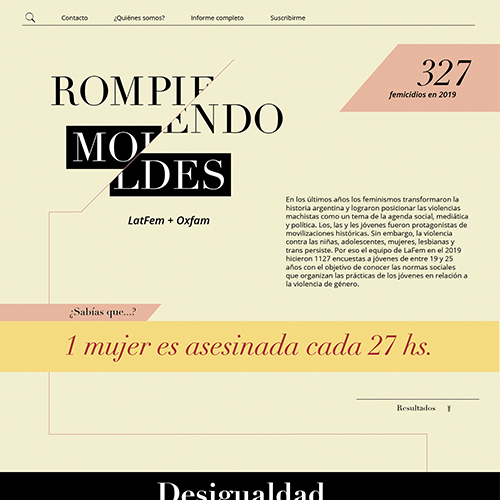 Contacto ¿Quiénes somos? Informe completo Suscribirme
327
femicidios en 2019
ROMPIENDO
MOLDES
LatFem + Oxfam
En los últimos años los feminismos transformaron la
historia argentina y lograron posicionar las violencias
machistas como un tema de la agenda social, mediática
y política. Los, las y les jóvenes fueron protagonistas de
movilizaciones históricas. Sin embargo, la violencia
contra las niñas, adolescentes, mujeres, lesbianas y
trans persiste. Por eso el equipo de LaFem en el 2019
hicieron 1127 encuestas a jóvenes de entre 19 y 25
años con el objetivo de conocer las normas sociales
que organizan las prácticas de los jóvenes en relación a
la violencia de género.
¿Sabías que...?
1 mujer es asesinada cada 27 hs.
Resultados
Desigualdad